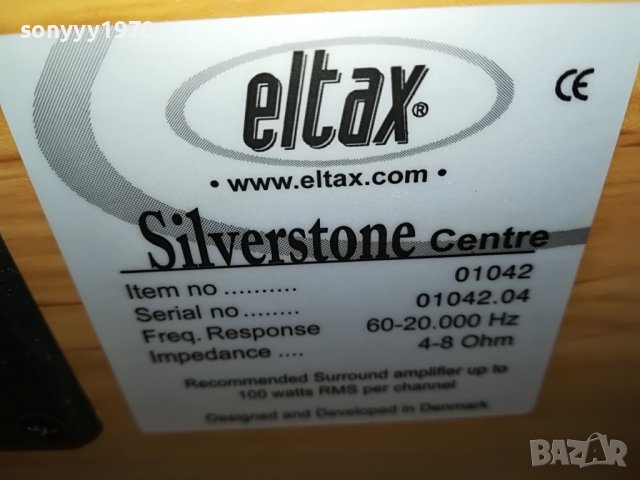 sonyyy1970
eltax®
CE
• www.eltax.com •
Silverstone Centre
Item no .......... 01042
Serial no ........ 01042.04
Freq. Response 60-20.000 Hz
Impedance .... 4-8 Ohm
Recommended Surround amplifier up to
100 watts RMS per channel
Designed and Developed in Denmark
BAZAR